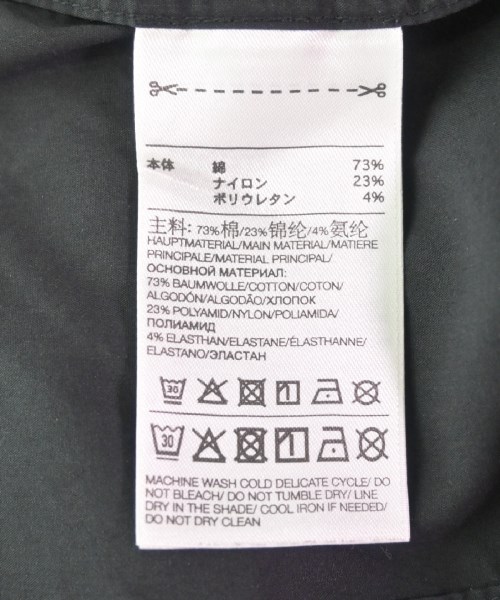 本体 綿 73%
ナイロン 23%
ポリウレタン 4%
主料: 73%棉/23%锦纶/4%氨纶
HAUPTMATERIAL/MAIN MATERIAL/MATIERE
PRINCIPALE/MATERIAL PRINCIPAL/
ОСНОВНОЙ МАТЕРИАЛ:
73% BAUMWOLLE/COTTON/COTON/
ALGODÓN/ALGODÃO/ХЛОПОК
23% POLYAMID/NYLON/POLIAMIDA/
ПОЛИАМИД
4% ELASTHAN/ELASTANE/ÉLASTHANNE/
ELASTANO/ЭЛАСТАН
30
30
MACHINE WASH COLD DELICATE CYCLE/ DO
NOT BLEACH/ DO NOT TUMBLE DRY/ LINE
DRY IN THE SHADE/ COOL IRON IF NEEDED/
DO NOT DRY CLEAN